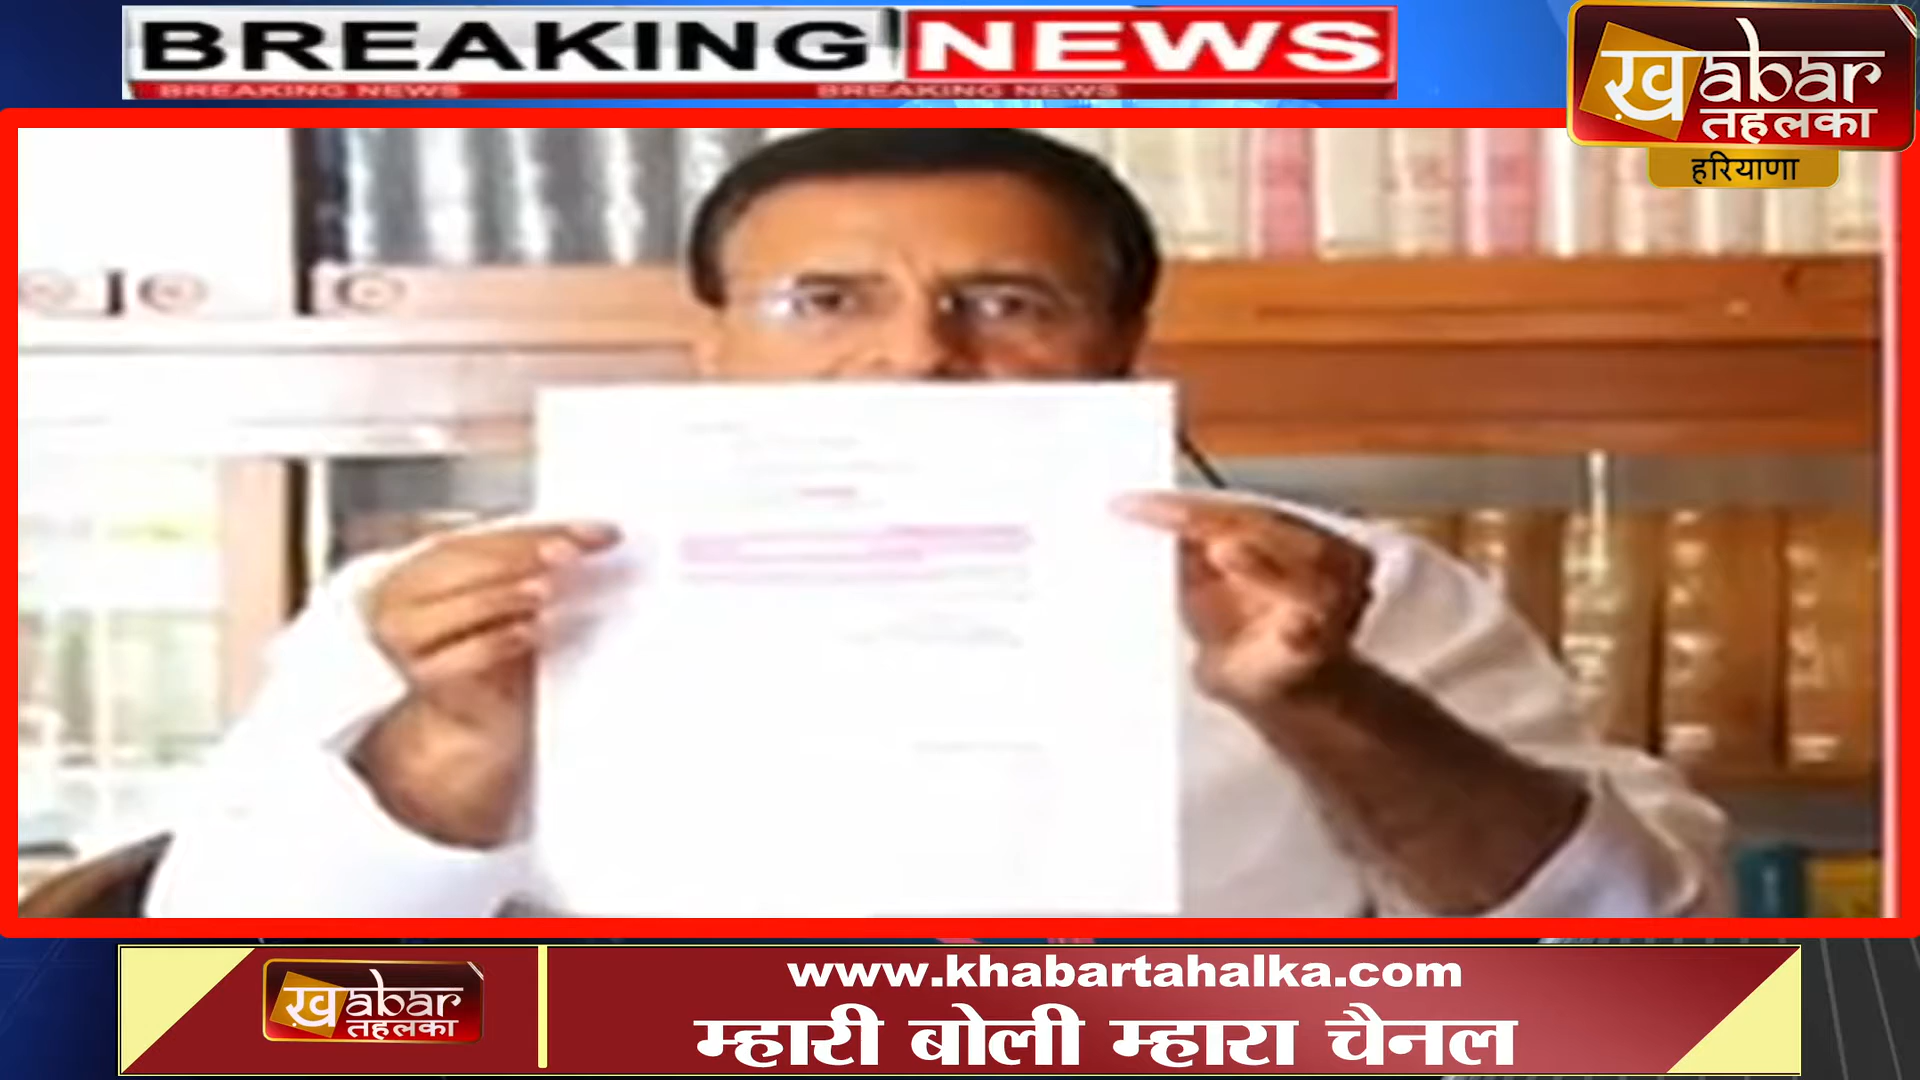 BREAKING NEWS
BREAKING NEWS BREAKING NEWS
ख़abar
तहलका
हरियाणा
ख़abar
तहलका
www.khabartahalka.com
म्हारी बोली म्हारा चैनल